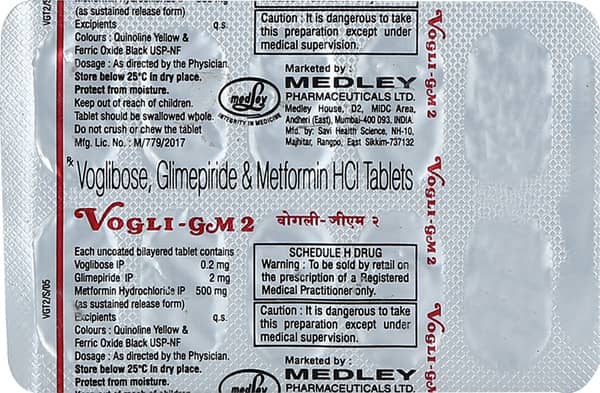 (as sustained release form)
Excipients q.s.
Colours : Quinoline Yellow &
Ferric Oxide Black USP-NF
Dosage : As directed by the Physician.
Store below 25°C in dry place.
Protect from moisture.
Keep out of reach of children.
Tablet should be swallowed whole.
Do not crush or chew the tablet
Mfg. Lic. No. : M/779/2017
Caution : It is dangerous to take
this preparation except under
medical supervision.
medley
INTEGRITY IN MEDICINE
Marketed by :
MEDLEY
PHARMACEUTICALS LTD.
Medley House, D2, MIDC Area,
Andheri (East), Mumbai-400 093. INDIA.
Mfd. by: Savi Health Science, NH-10,
Majhitar, Rangpo, East Sikkim-737132
℞ Voglibose, Glimepiride & Metformin HCl Tablets
VOGLI-GM 2 वोगली-जीएम २
Each uncoated bilayered tablet contains :
Voglibose IP 0.2 mg
Glimepiride IP 2 mg
Metformin Hydrochloride IP 500 mg
(as sustained release form)
Excipients q.s.
Colours : Quinoline Yellow &
Ferric Oxide Black USP-NF
Dosage : As directed by the Physician.
Store below 25°C in dry place.
Protect from moisture.
SCHEDULE H DRUG
Warning : To be sold by retail on
the prescription of a Registered
Medical Practitioner only.
Caution : It is dangerous to take
this preparation except under
medical supervision.
medley
Marketed by :
MEDLEY
PHARMACEUTICALS LTD.
VOGLI-GM 2
VOGLI-GM 2
VOGLI-GM
VGT2/S/05